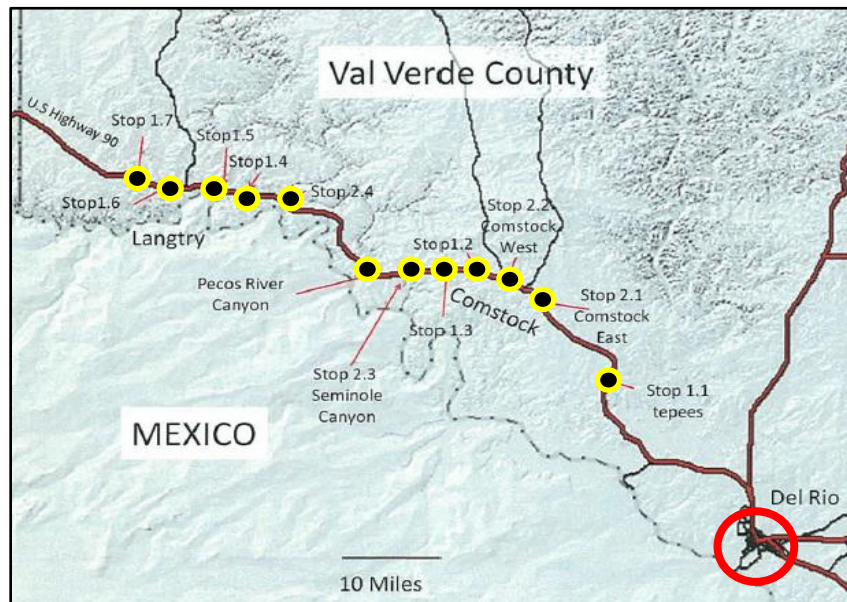 Val Verde County
U.S Highway 90
Stop 1.7
Stop 1.5
Stop1.4
Stop 2.4
Stop1.6
Langtry
Stop 2.2
Comstock
West
Stop1.2
Pecos River
Canyon
Comstock
Stop 2.1
Comstock
East
Stop 1.3
Stop 2.3
Seminole
Canyon
Stop 1.1
tepees
MEXICO
Del Rio
10 Miles